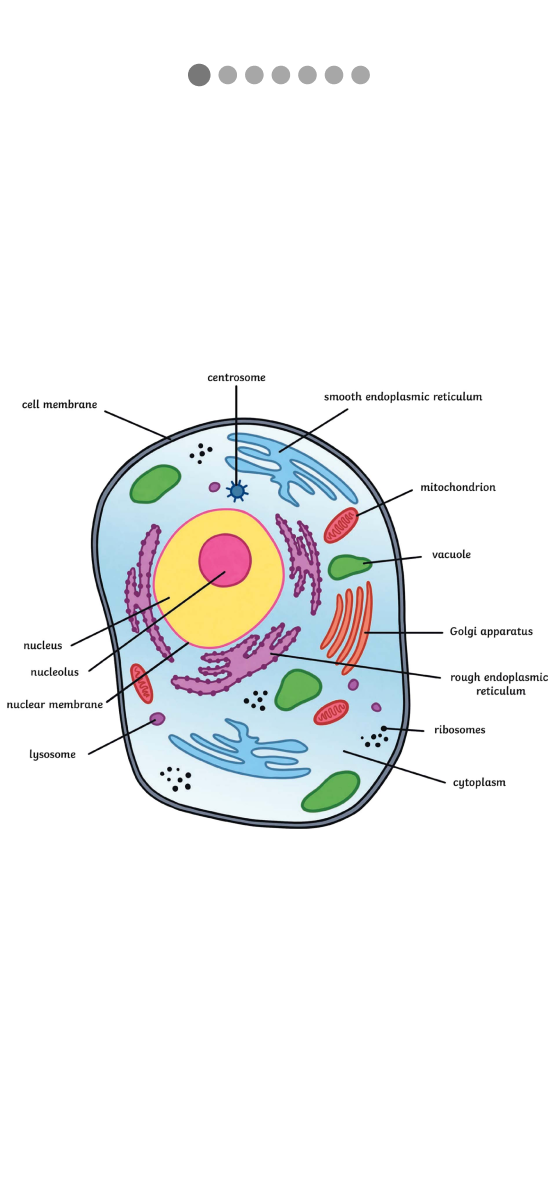 centrosome
smooth endoplasmic reticulum
cell membrane
mitochondrion
vacuole
Golgi apparatus
nucleus
nucleolus
rough endoplasmic
reticulum
nuclear membrane
ribosomes
lysosome
cytoplasm